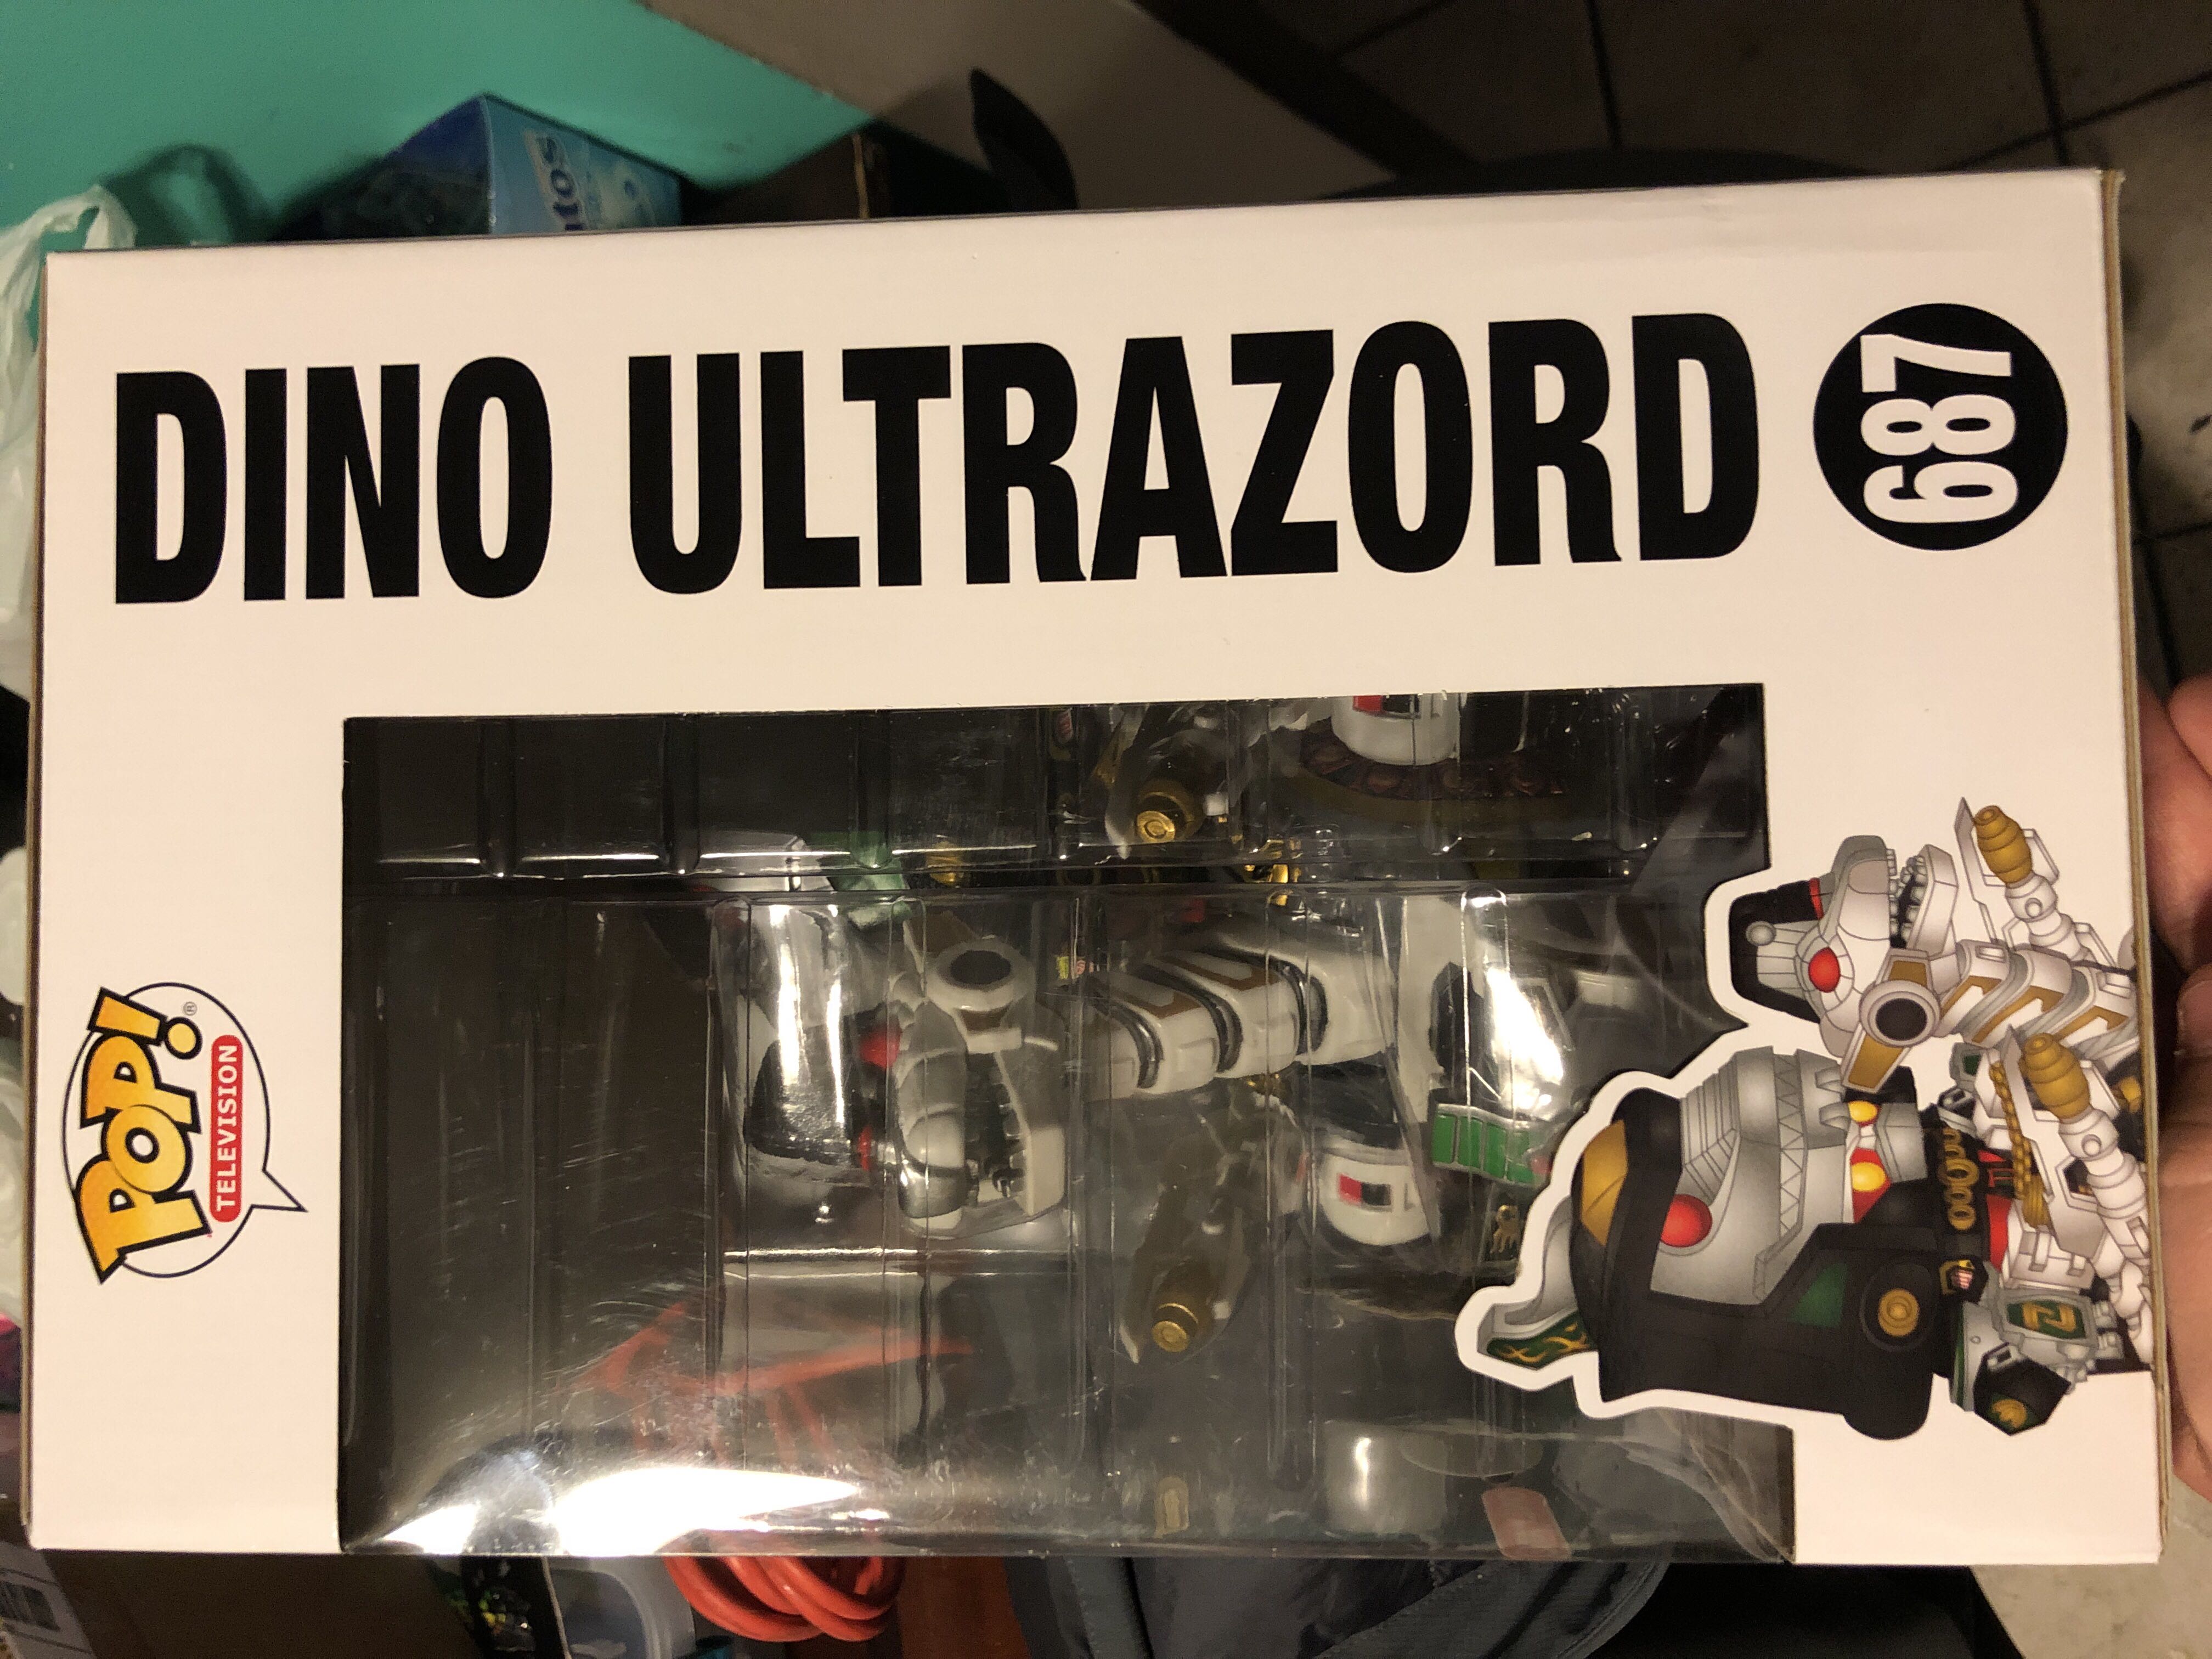 DINO ULTRAZORD
687
POP!®
TELEVISION